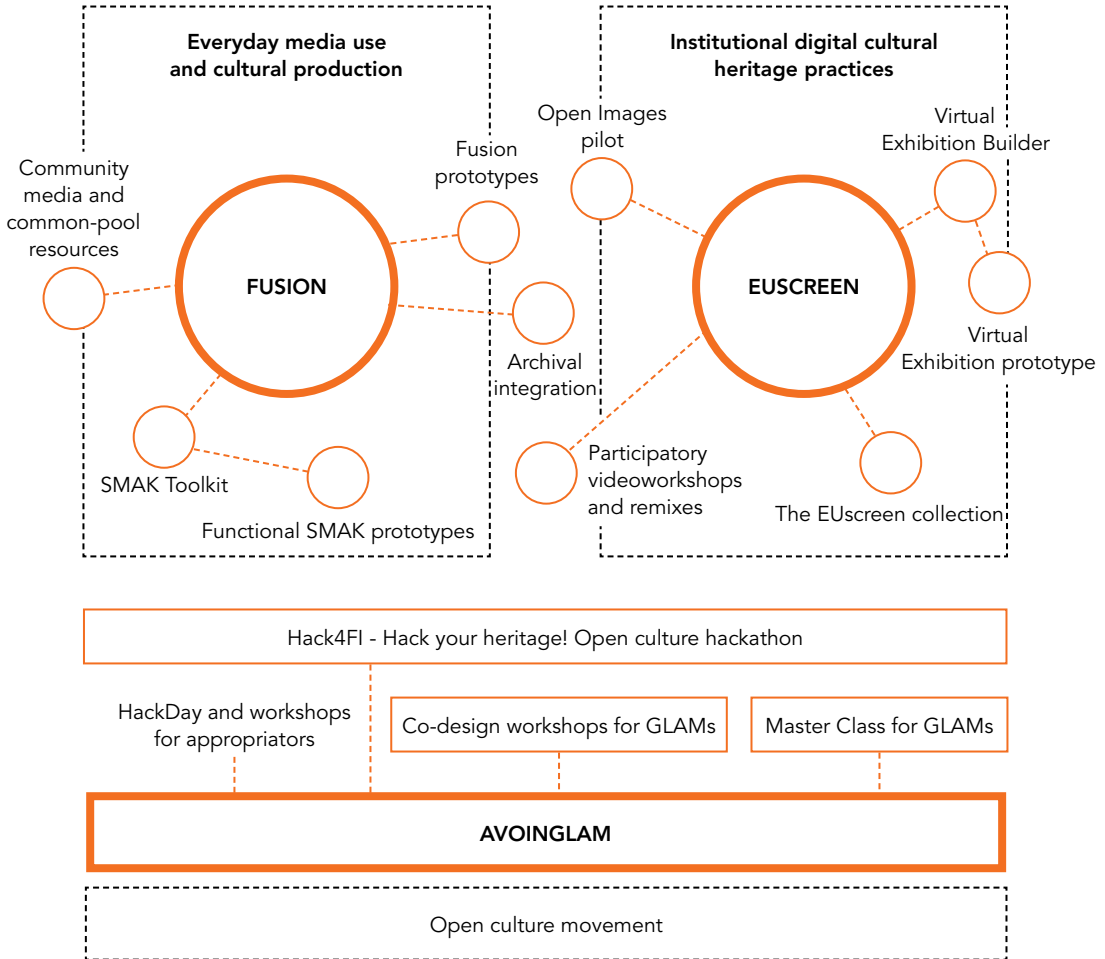 Everyday media use
and cultural production
Institutional digital cultural
heritage practices
Community
media and
common-pool
resources
Fusion
prototypes
FUSION
Archival
integration
SMAK Toolkit
Functional SMAK prototypes
Open Images
pilot
Virtual
Exhibition Builder
EUSCREEN
Virtual
Exhibition prototype
Participatory
videoworkshops
and remixes
The EUscreen collection
Hack4FI - Hack your heritage! Open culture hackathon
HackDay and workshops
for appropriators
Co-design workshops for GLAMs
Master Class for GLAMs
AVOINGLAM
Open culture movement